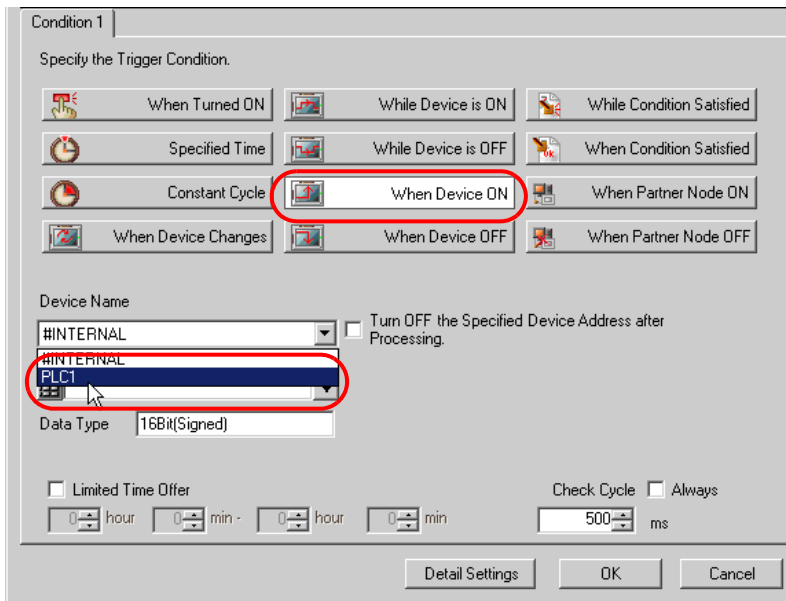 Condition 1
Specify the Trigger Condition.
When Turned ON
While Device is ON
While Condition Satisfied
Specified Time
While Device is OFF
When Condition Satisfied
Constant Cycle
When Device ON
When Partner Node ON
When Device Changes
When Device OFF
When Partner Node OFF
Device Name
#INTERNAL
Turn OFF the Specified Device Address after
Processing.
#INTERNAL
PLC1
Data Type 16Bit(Signed)
Limited Time Offer
Check Cycle Always
0 hour 0 min - 0 hour 0 min
500 ms
Detail Settings OK Cancel